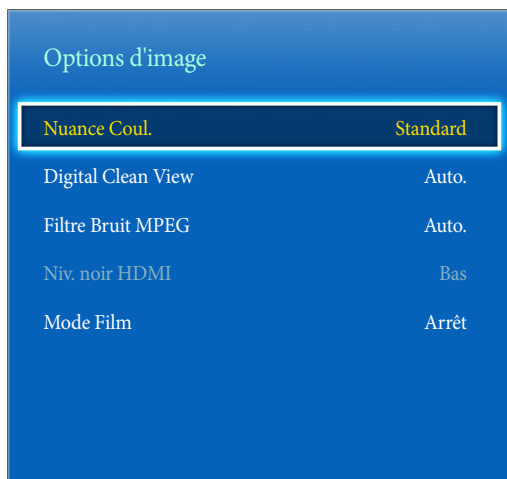 Options d'image
Nuance Coul. Standard
Digital Clean View Auto.
Filtre Bruit MPEG Auto.
Niv. noir HDMI Bas
Mode Film Arrêt